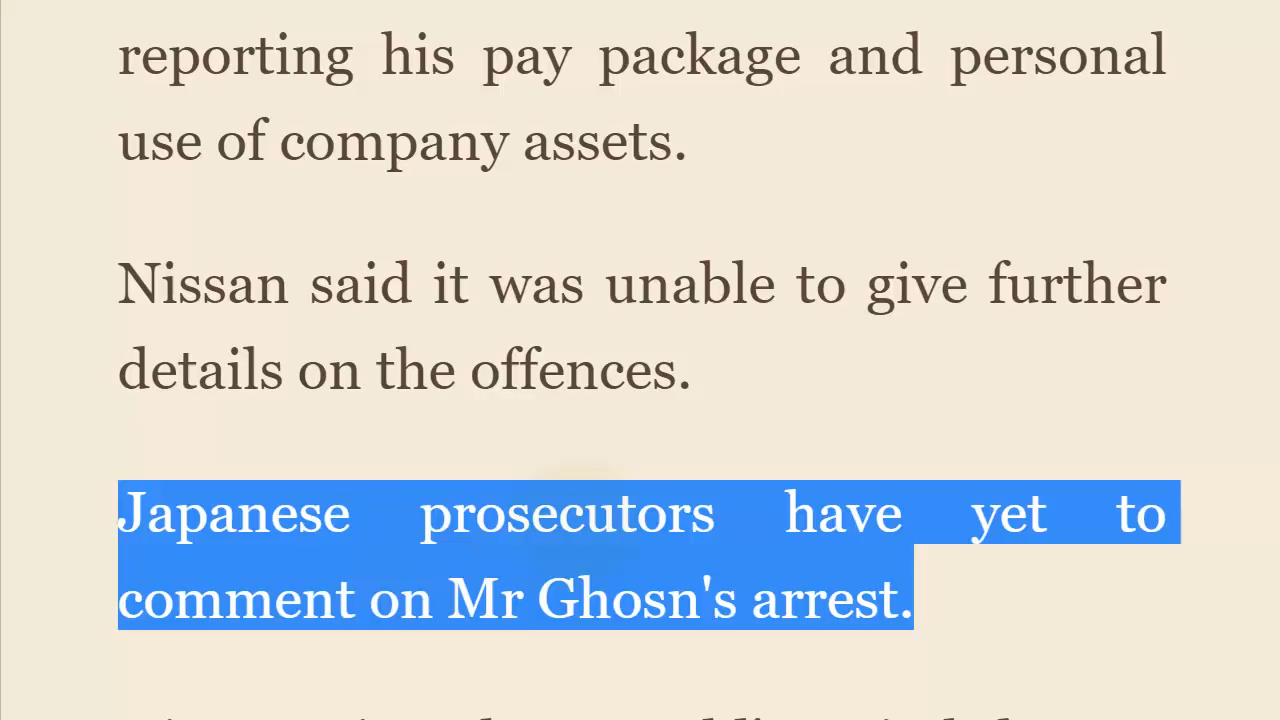 reporting his pay package and personal
use of company assets.
Nissan said it was unable to give further
details on the offences.
Japanese prosecutors have yet to
comment on Mr Ghosn's arrest.